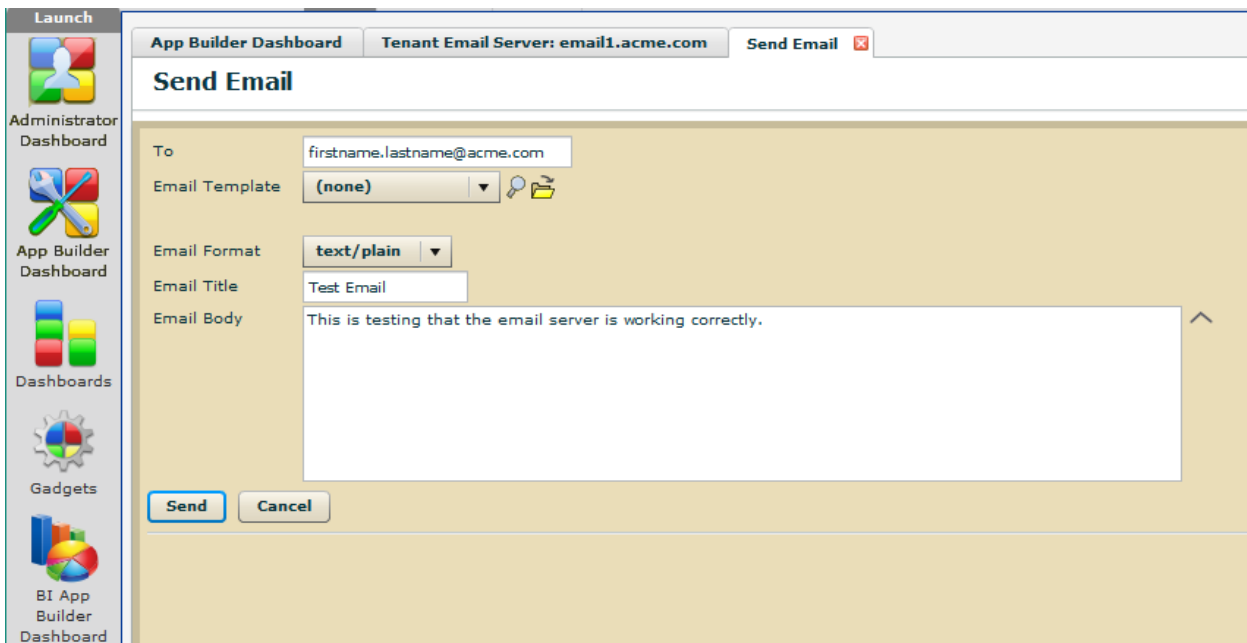 Launch
Administrator
Dashboard
App Builder
Dashboard
Dashboards
Gadgets
BI App
Builder
Dashboard
App Builder Dashboard
Tenant Email Server: email1.acme.com
Send Email
Send Email
To
firstname.lastname@acme.com
Email Template
(none)
Email Format
text/plain
Email Title
Test Email
Email Body
This is testing that the email server is working correctly.
Send
Cancel